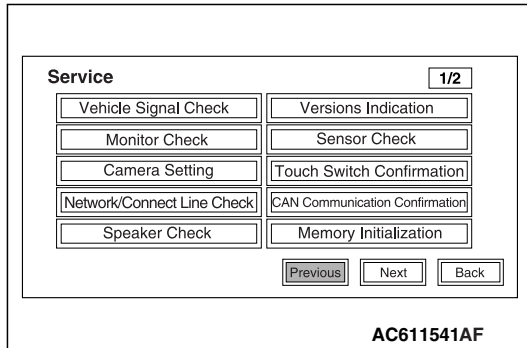 Service 1/2
Vehicle Signal Check Versions Indication
Monitor Check Sensor Check
Camera Setting Touch Switch Confirmation
Network/Connect Line Check CAN Communication Confirmation
Speaker Check Memory Initialization
Previous Next Back
AC611541AF